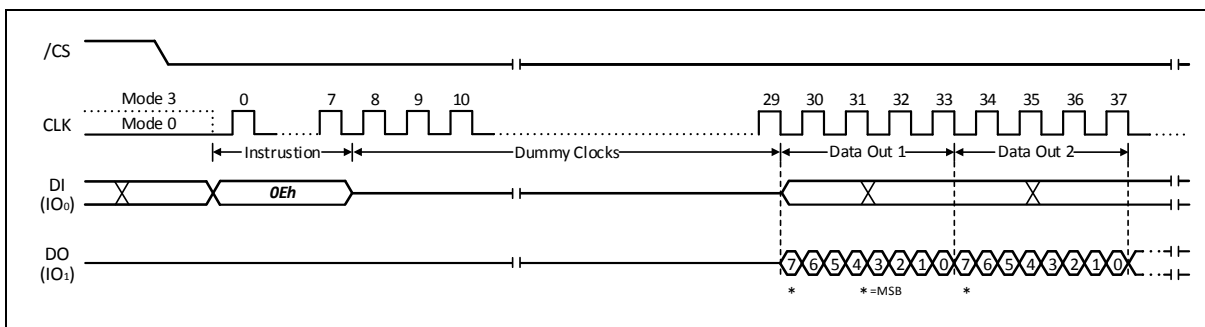 /CS
Mode 3 0 7 8 9 10 29 30 31 32 33 34 35 36 37
CLK Mode 0
Instrustion Dummy Clocks Data Out 1 Data Out 2
DI
(IO₀) 0Eh
DO
(IO₁) 7 6 5 4 3 2 1 0 7 6 5 4 3 2 1 0
* * =MSB *